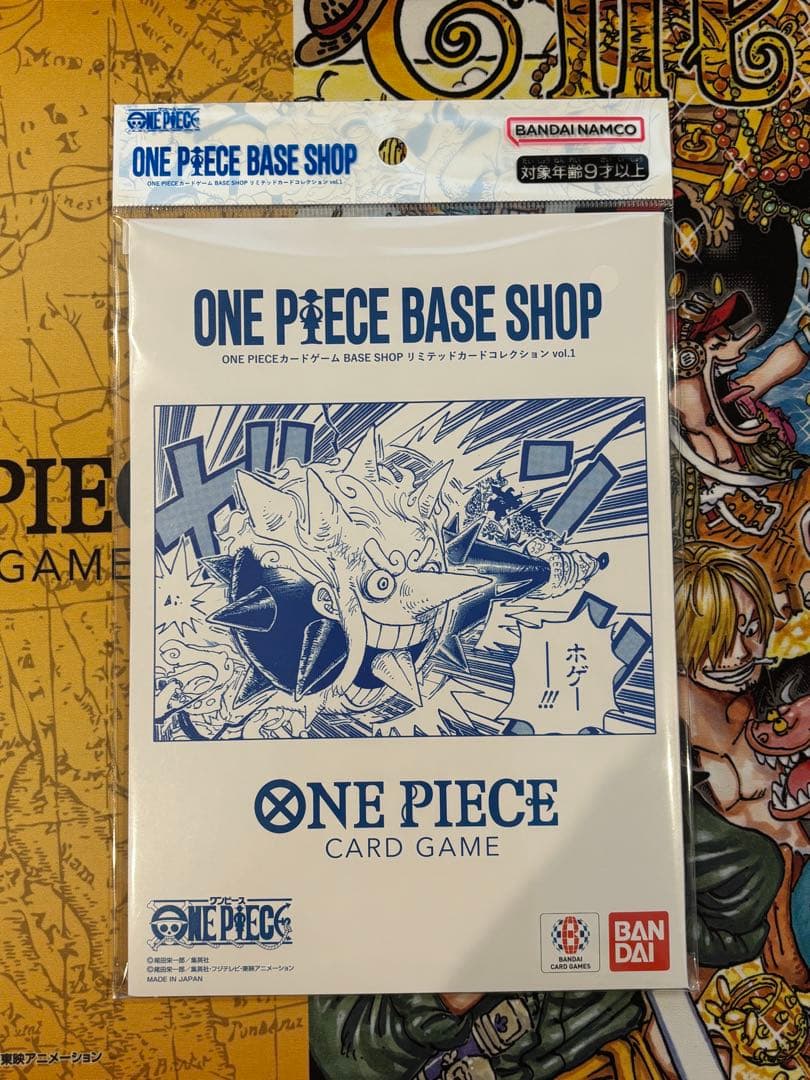 ONE PIECE
BANDAI NAMCO
ONE PIECE BASE SHOP
ONE PIECEカードゲーム BASE SHOP リミテッドカードコレクション vol.1
対象年齢9才以上
ONE PIECE BASE SHOP
ONE PIECEカードゲーム BASE SHOP リミテッドカードコレクション vol.1
ホゲー
ーー!!!
ONE PIECE
CARD GAME
ワンピース
ONE PIECE
©尾田栄一郎/集英社
©尾田栄一郎/集英社・フジテレビ・東映アニメーション
MADE IN JAPAN
BANDAI
CARD GAMES
BAN
DAI
PIE
GAME
東映アニメーション